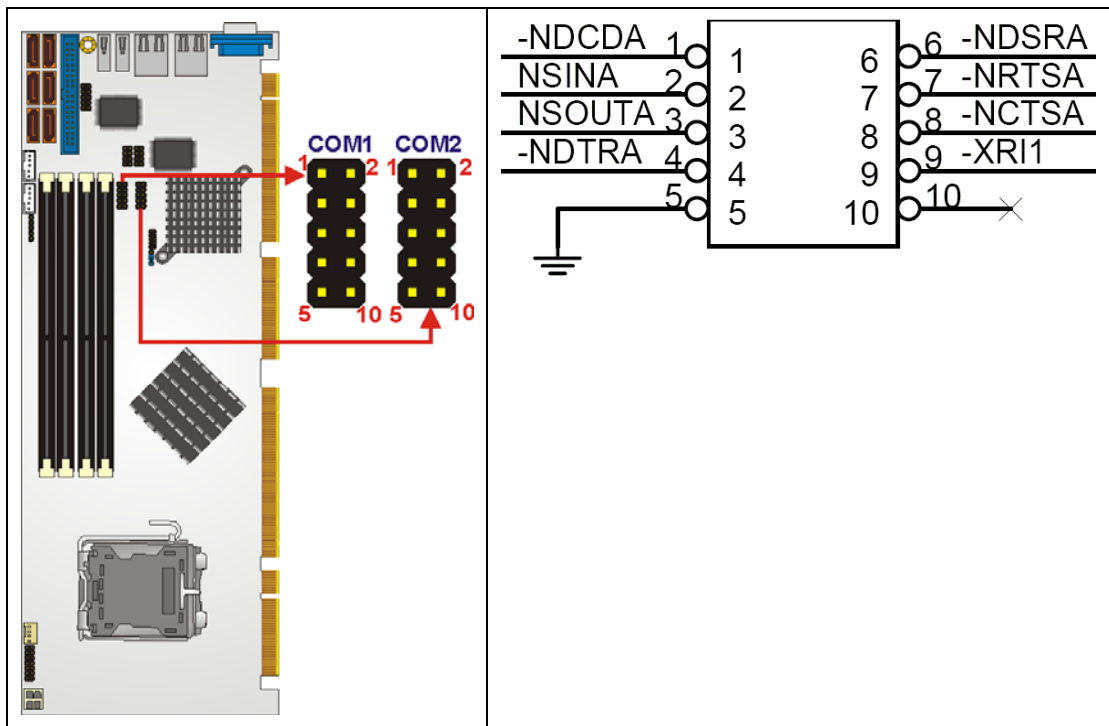 COM1 COM2
1 2 1 2
5 10 5 10
-NDCDA 1 1 6 6 -NDSRA
NSINA 2 2 7 7 -NRTSA
NSOUTA 3 3 8 8 -NCTSA
-NDTRA 4 4 9 9 -XRI1
5 5 10 10